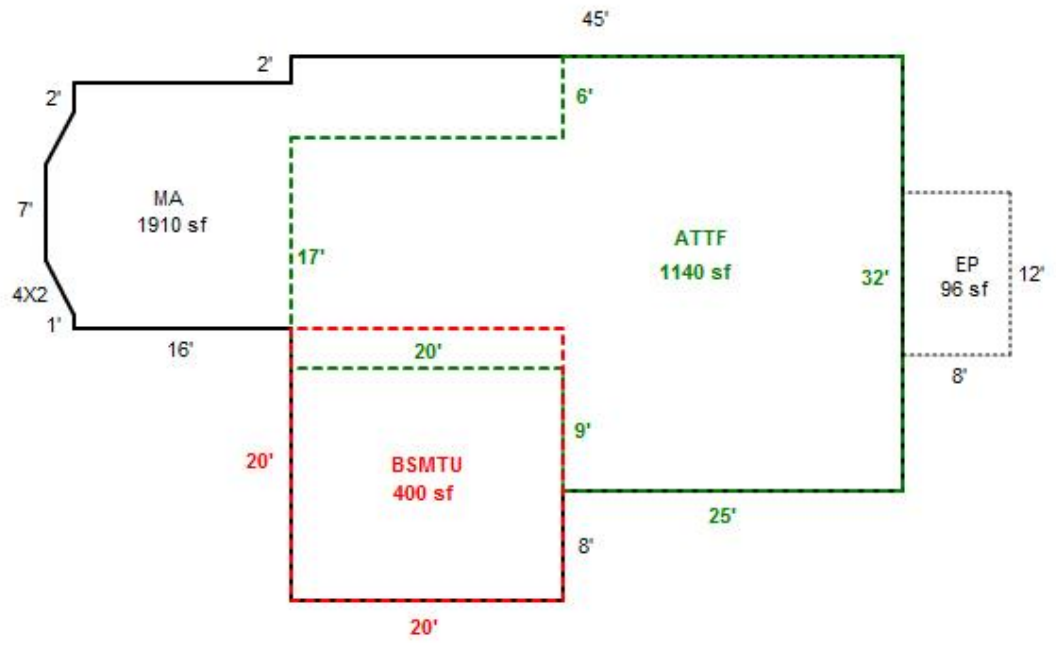 45'
2'
2'
6'
MA
1910 sf
7'
17'
ATTF
1140 sf
32'
EP
96 sf
12'
4X2
1'
16'
20'
8'
20'
9'
BSMTU
400 sf
25'
8'
20'